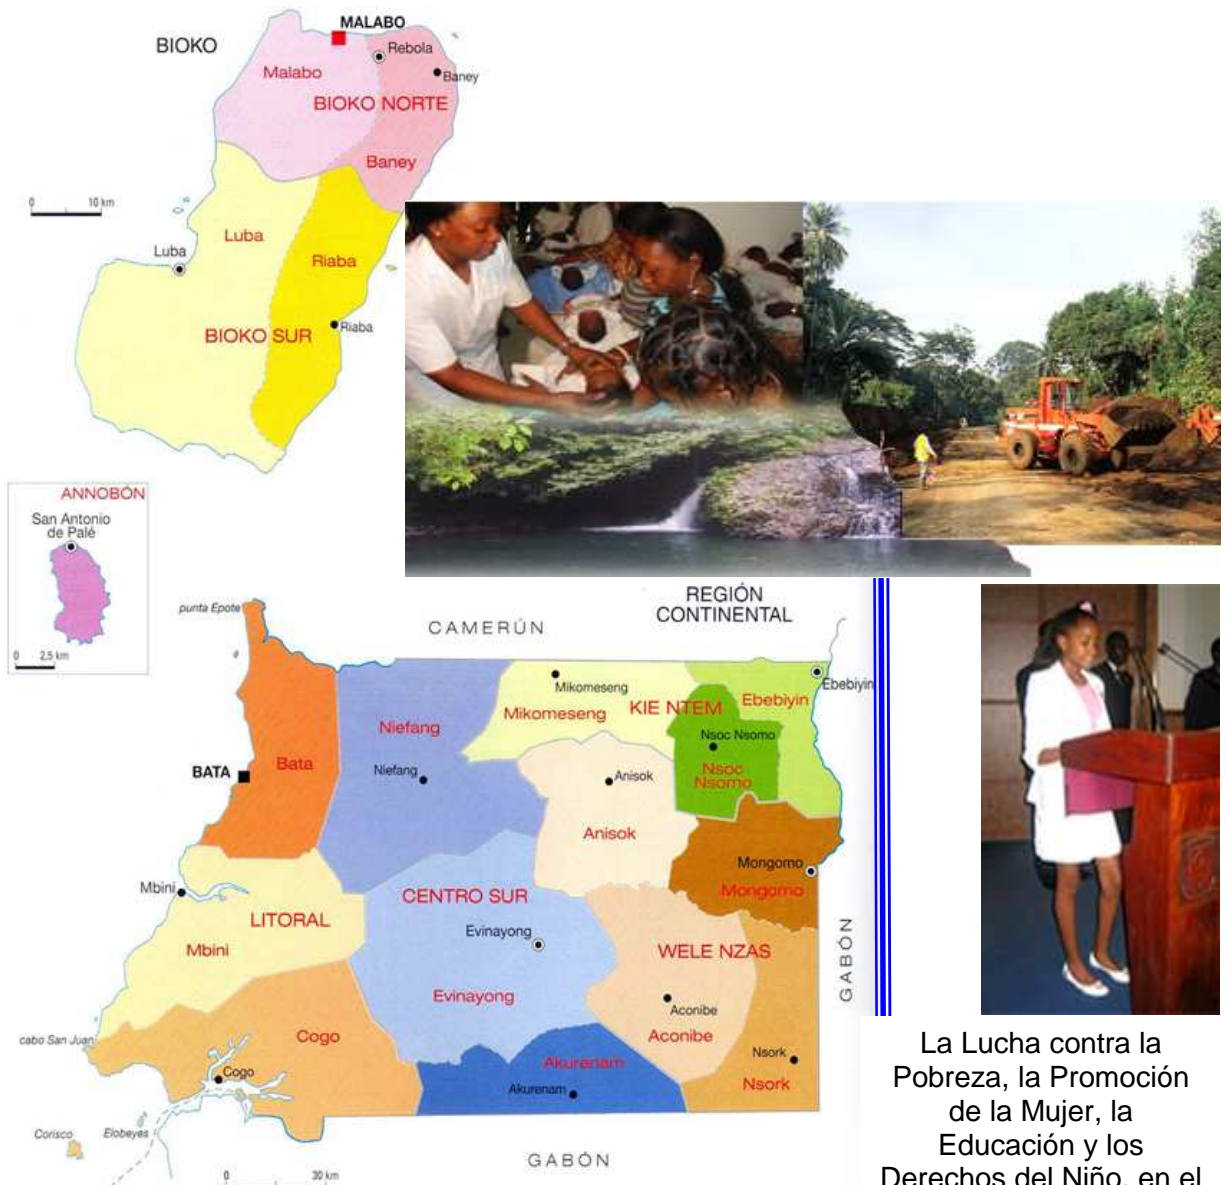 BIOKO
MALABO
Rebola
Malabo
Baney
BIOKO NORTE
Baney
0 10 km
Luba
Luba
Riaba
Riaba
BIOKO SUR
ANNOBÓN
San Antonio
de Palé
0 2,5 km
REGIÓN
CONTINENTAL
punta Epote
CAMERÚN
Ebebiyin
Mikomeseng
Ebebiyin
Mikomeseng
KIE NTEM
Niefang
Nsoc Nsomo
BATA
Bata
Niefang
Anisok
Nsoc
Nsomo
Anisok
Mongomo
Mbini
Mongomo
CENTRO SUR
LITORAL
Evinayong
Mbini
WELE NZAS
GABÓN
Evinayong
Aconibe
Cogo
Aconibe
cabo San Juan
Akurenam
Nsork
Cogo
Akurenam
Nsork
Corisco
Elobeyes
GABÓN
0 30 km
La Lucha contra la
Pobreza, la Promoción
de la Mujer, la
Educación y los
Derechos del Niño, en el